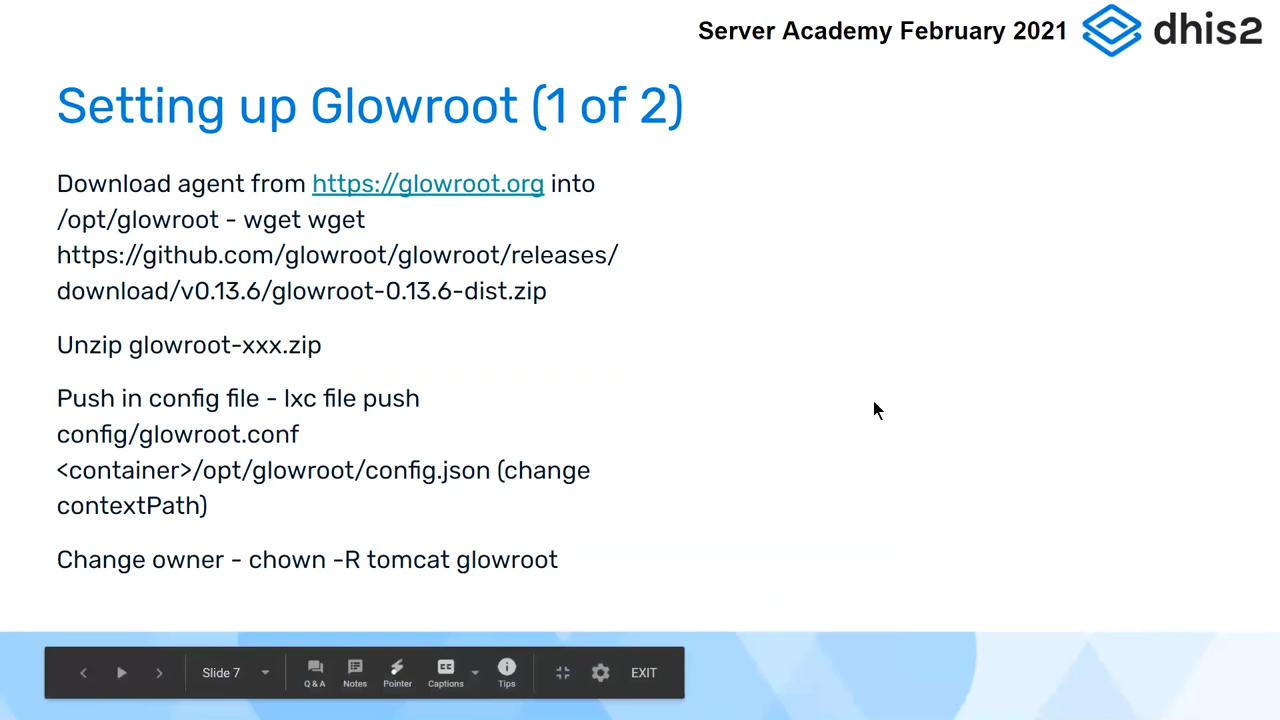 Server Academy February 2021
dhis2
Setting up Glowroot (1 of 2)
Download agent from https://glowroot.org into
/opt/glowroot - wget wget
https://github.com/glowroot/glowroot/releases/
download/v0.13.6/glowroot-0.13.6-dist.zip
Unzip glowroot-xxx.zip
Push in config file - lxc file push
config/glowroot.conf
<container>/opt/glowroot/config.json (change
contextPath)
Change owner - chown -R tomcat glowroot
Slide 7
Q & A
Notes
Pointer
CC
Captions
Tips
EXIT